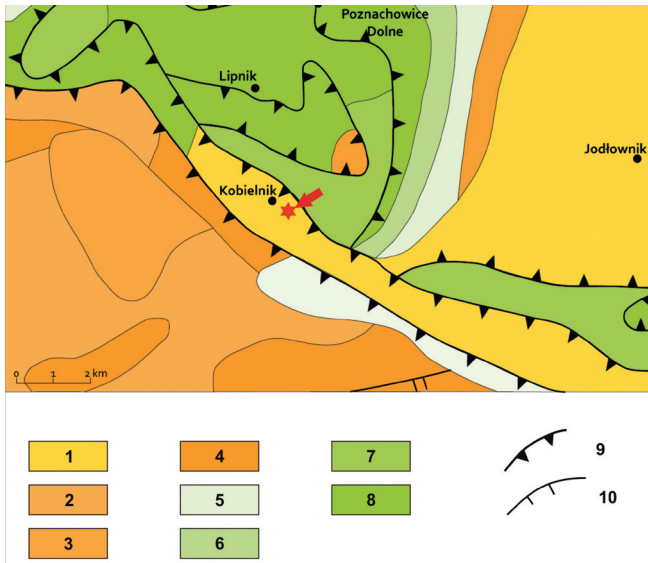 Poznachowice
Dolne
Lipnik
Jodłownik
Kobielnik
0 1 2 km
1 4 7 9
2 5 8 10
3 6